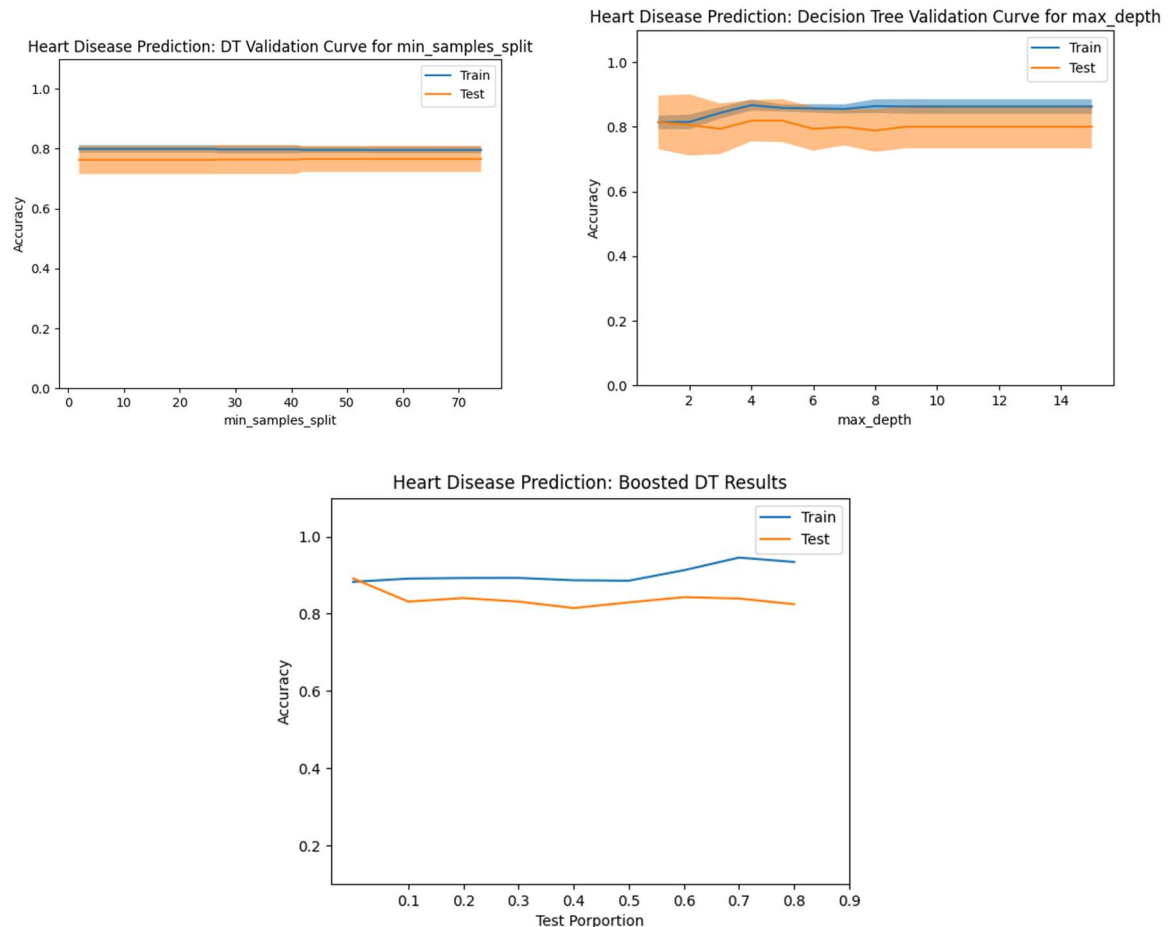 Heart Disease Prediction: DT Validation Curve for min_samples_split
Train
Test
1.0
0.8
0.6
0.4
0.2
0.0
Accuracy
0 10 20 30 40 50 60 70
min_samples_split
Heart Disease Prediction: Decision Tree Validation Curve for max_depth
Train
Test
1.0
0.8
0.6
0.4
0.2
0.0
Accuracy
2 4 6 8 10 12 14
max_depth
Heart Disease Prediction: Boosted DT Results
Train
Test
1.0
0.8
0.6
0.4
0.2
Accuracy
0.1 0.2 0.3 0.4 0.5 0.6 0.7 0.8 0.9
Test Porportion